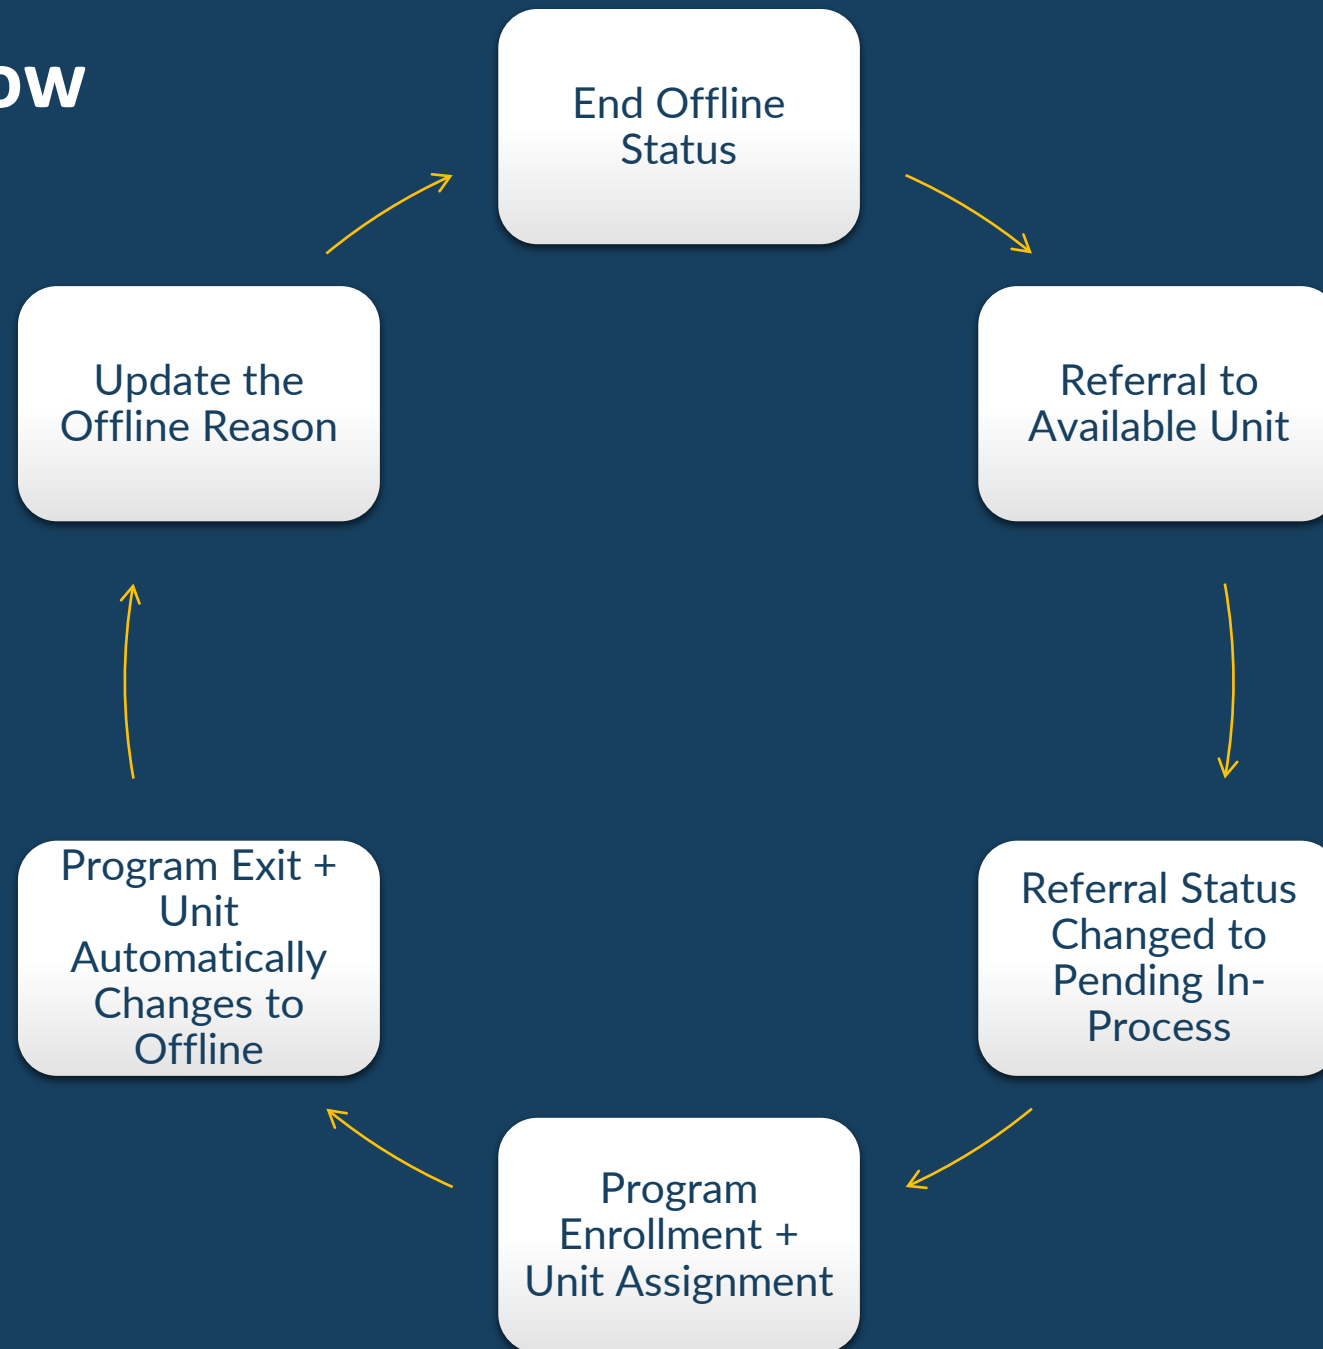 ow
End Offline
Status
Referral to
Available Unit
Referral Status
Changed to
Pending In-
Process
Program
Enrollment +
Unit Assignment
Program Exit +
Unit
Automatically
Changes to
Offline
Update the
Offline Reason